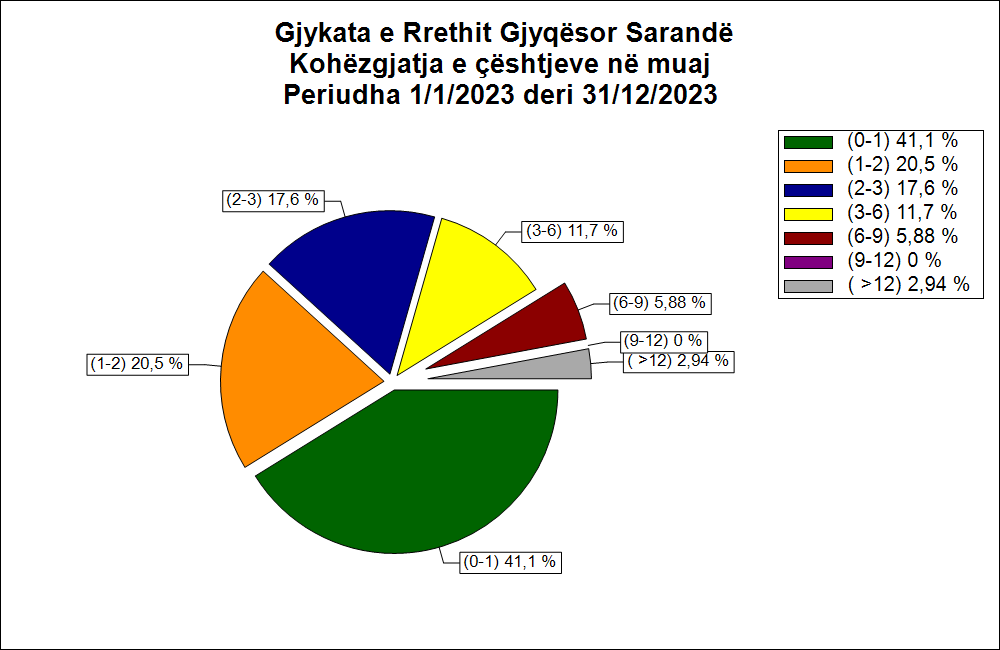 Gjykata e Rrethit Gjyqësor Sarandë
Kohëzgjatja e çështjeve në muaj
Periudha 1/1/2023 deri 31/12/2023
(0-1) 41,1 %
(1-2) 20,5 %
(2-3) 17,6 %
(3-6) 11,7 %
(6-9) 5,88 %
(9-12) 0 %
( >12) 2,94 %
(2-3) 17,6 %
(3-6) 11,7 %
(6-9) 5,88 %
(9-12) 0 %
( >12) 2,94 %
(1-2) 20,5 %
(0-1) 41,1 %